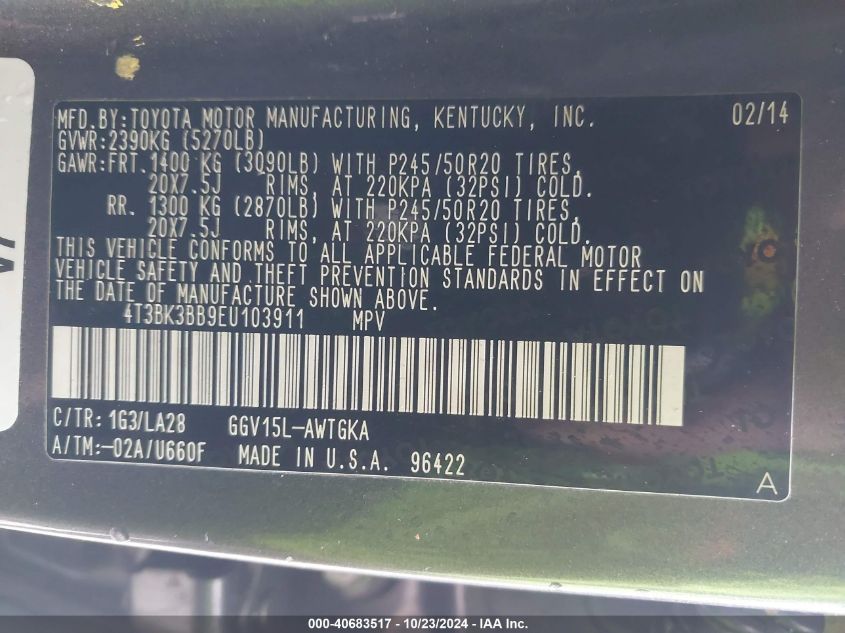 MFD.BY:TOYOTA MOTOR MANUFACTURING, KENTUCKY, INC. 02/14
GVWR:2390KG (5270LB)
GAWR:FRT. 1400 KG (3090LB) WITH P245/50R20 TIRES,
20X7.5J RIMS, AT 220KPA (32PSI) COLD.
RR. 1300 KG (2870LB) WITH P245/50R20 TIRES,
20X7.5J RIMS, AT 220KPA (32PSI) COLD.
THIS VEHICLE CONFORMS TO ALL APPLICABLE FEDERAL MOTOR
VEHICLE SAFETY AND THEFT PREVENTION STANDARDS IN EFFECT ON
THE DATE OF MANUFACTURE SHOWN ABOVE.
4T3BK3BB9EU103911 MPV
C/TR: 1G3/LA28 GGV15L-AWTGKA
A/TM:-02A/U660F MADE IN U.S.A. 96422
A
000-40683517 - 10/23/2024 - IAA Inc.